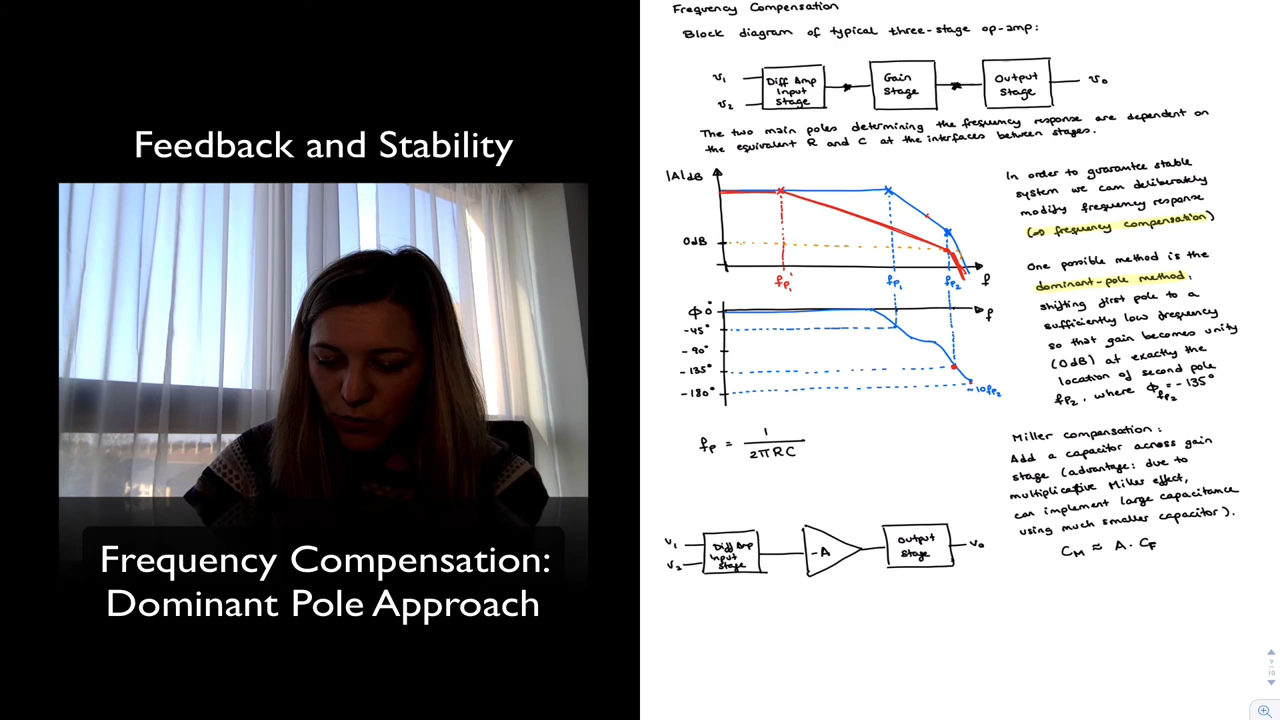 Feedback and Stability
Frequency Compensation:
Dominant Pole Approach
Frequency Compensation
Block diagram of typical three-stage op-amp:
v₁
v₂
Diff Amp
Input
Stage
Gain
Stage
Output
Stage
v₀
The two main poles determining the frequency response are dependent on
the equivalent R and C at the interfaces between stages.
|A|dB
0dB
fp₁'
fp₁
fp₂
f
In order to guarantee stable
system we can deliberately
modify frequency response
(⇒ frequency compensation)
ϕ 0°
-45°
-90°
-135°
-180°
f
~10fp₂
One possible method is the
dominant-pole method:
shifting first pole to a
sufficiently low frequency
so that gain becomes unity
(0dB) at exactly the
location of second pole
fp₂, where ϕfp₂ = -135°
fp = 1 / 2πRC
Miller compensation:
Add a capacitor across gain
stage (advantage: due to
multiplicative Miller effect,
can implement large capacitance
using much smaller capacitor).
C_M ≈ A · C_F
v₁
v₂
Diff Amp
Input
Stage
-A
Output
Stage
v₀
9
10